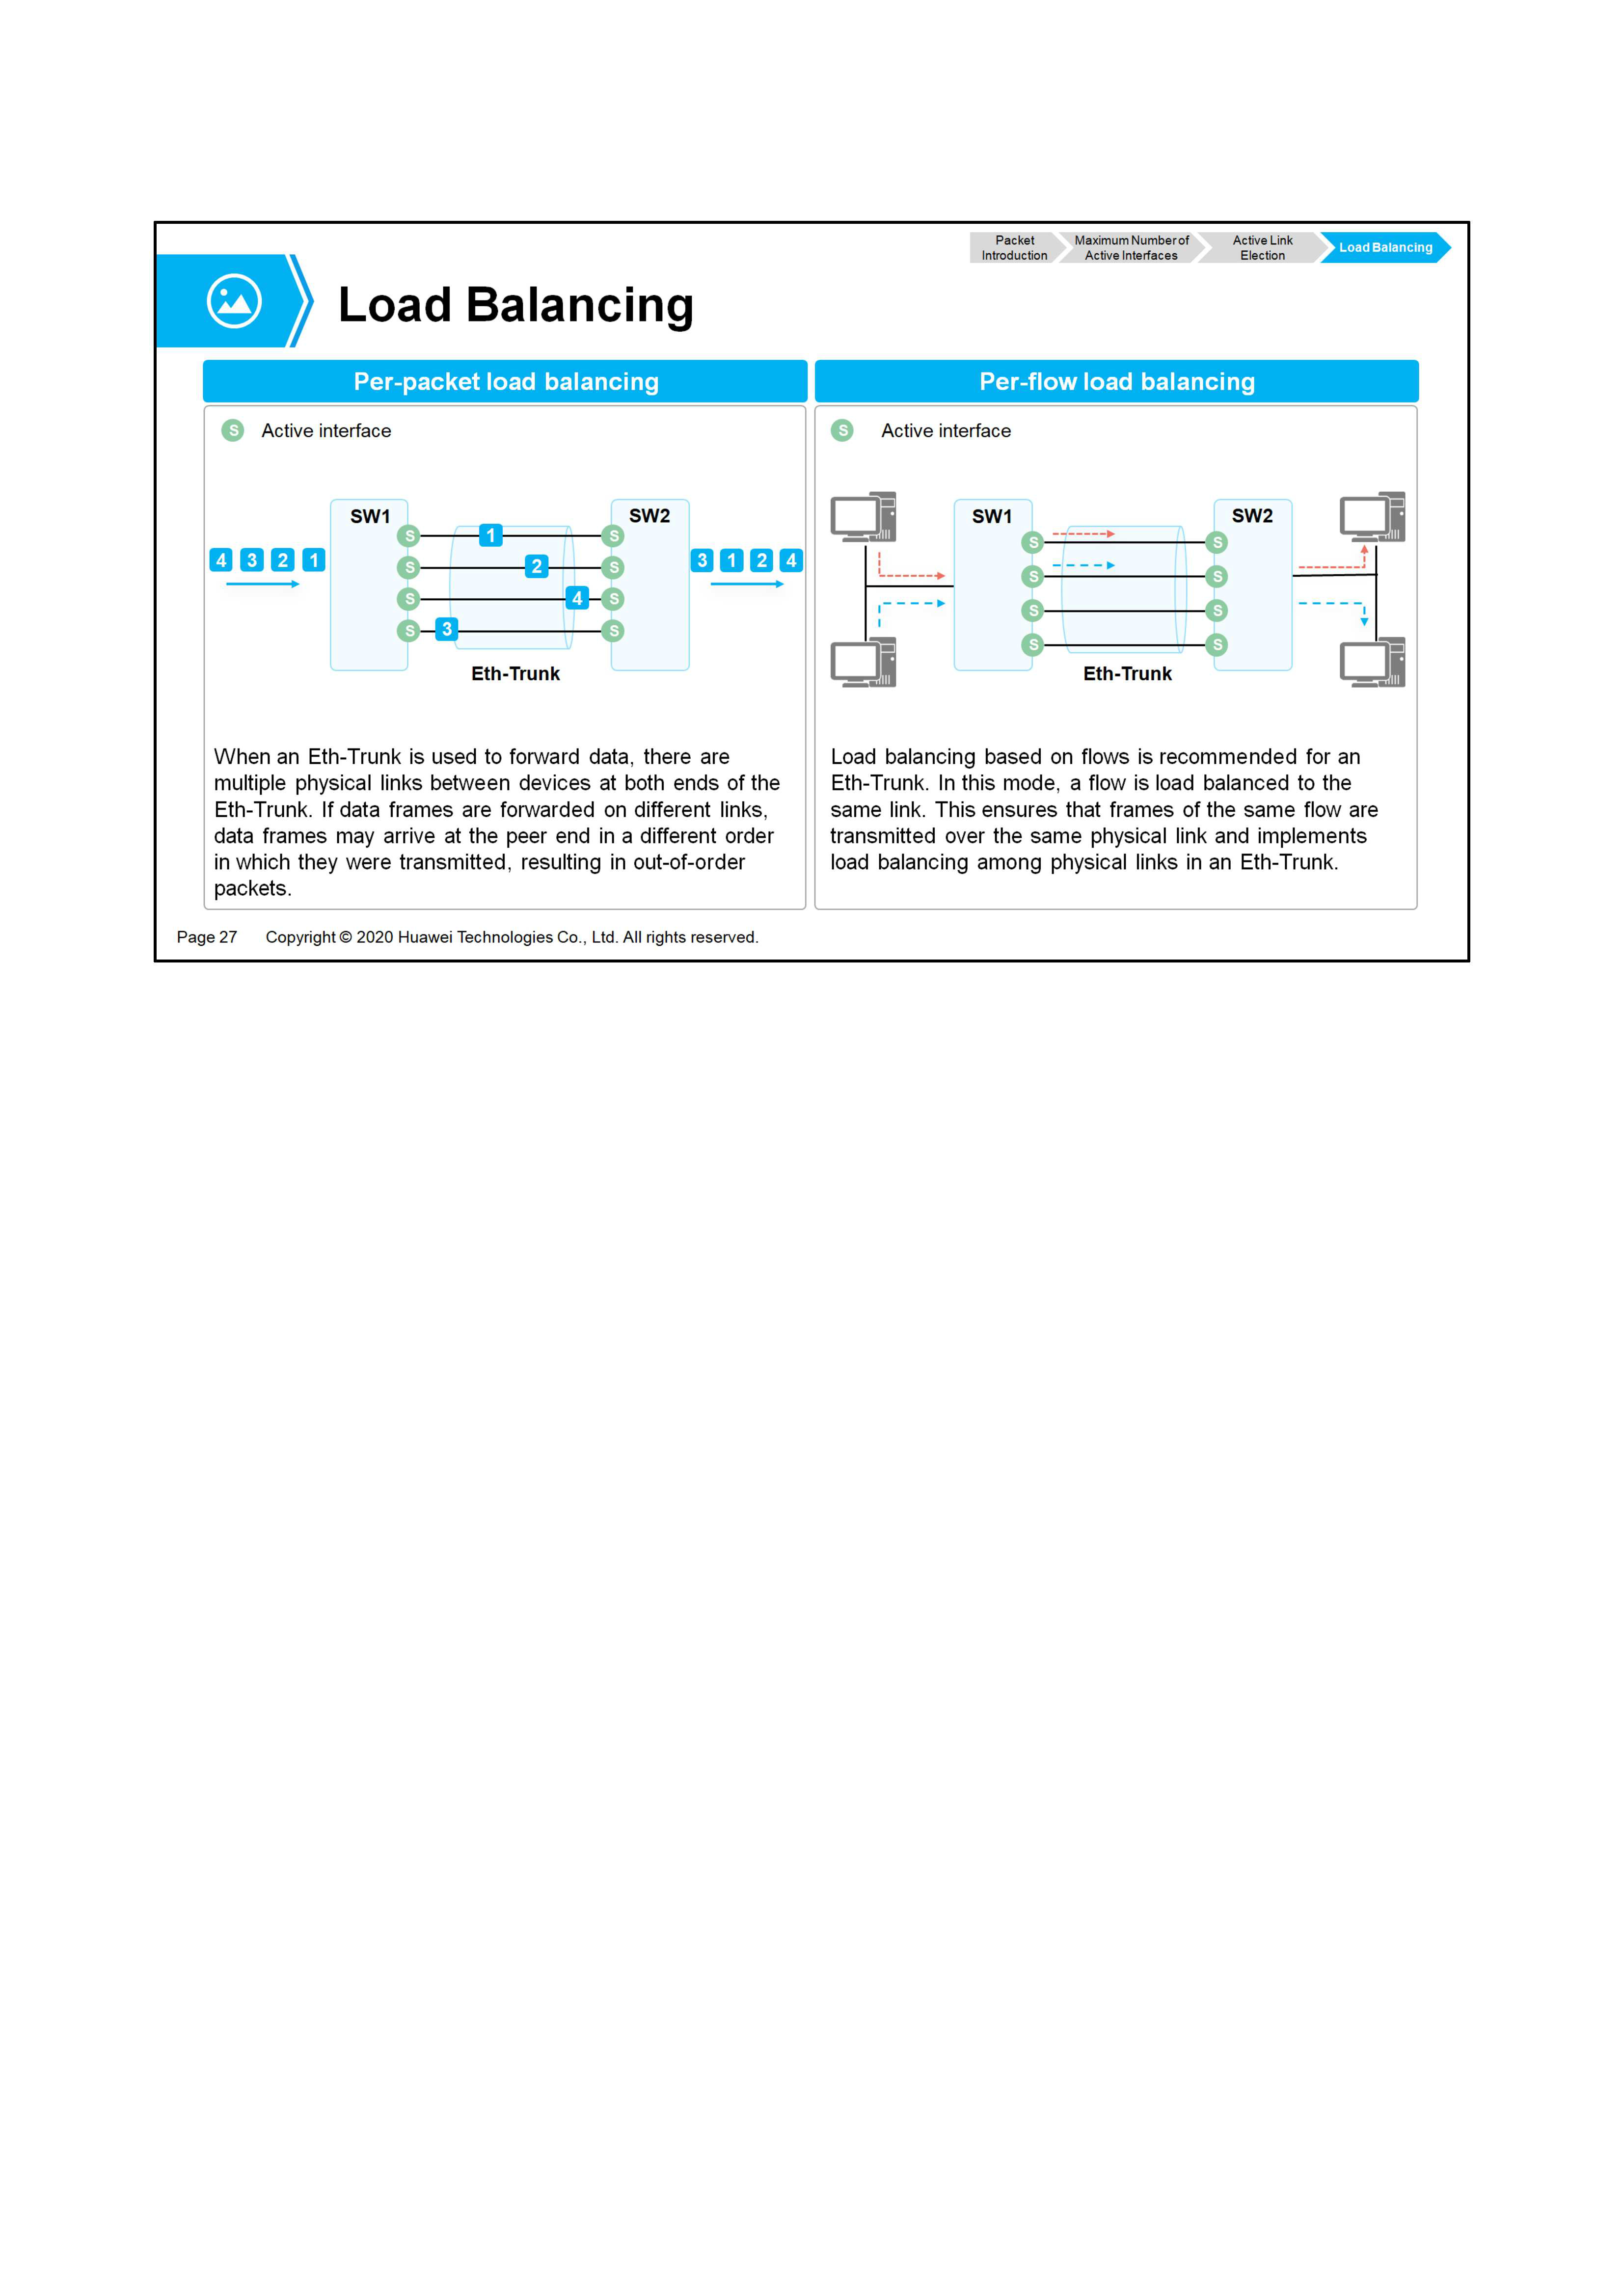 Packet
Introduction
Maximum Number of
Active Interfaces
Active Link
Election
Load Balancing
Load Balancing
Per-packet load balancing
S Active interface
SW1
SW2
S 1 S
4 3 2 1
S 2 S
3 1 2 4
S 4 S
S 3 S
Eth-Trunk
When an Eth-Trunk is used to forward data, there are
multiple physical links between devices at both ends of the
Eth-Trunk. If data frames are forwarded on different links,
data frames may arrive at the peer end in a different order
in which they were transmitted, resulting in out-of-order
packets.
Per-flow load balancing
S Active interface
SW1
SW2
S S
S S
S S
S S
Eth-Trunk
Load balancing based on flows is recommended for an
Eth-Trunk. In this mode, a flow is load balanced to the
same link. This ensures that frames of the same flow are
transmitted over the same physical link and implements
load balancing among physical links in an Eth-Trunk.
Page 27 Copyright © 2020 Huawei Technologies Co., Ltd. All rights reserved.